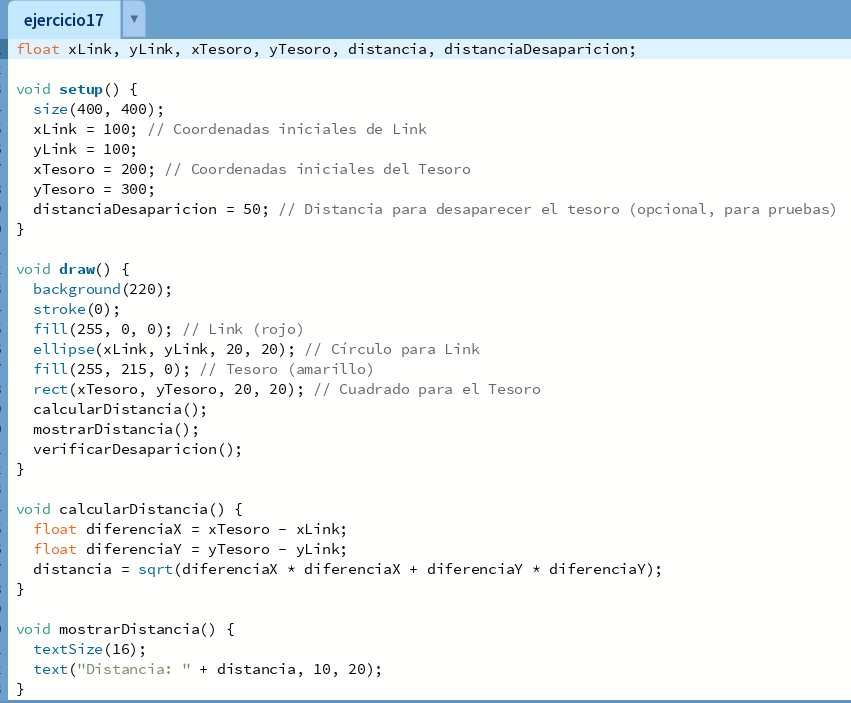 ejercicio17
float xLink, yLink, xTesoro, yTesoro, distancia, distanciaDesaparicion;
void setup() {
  size(400, 400);
  xLink = 100; // Coordenadas iniciales de Link
  yLink = 100;
  xTesoro = 200; // Coordenadas iniciales del Tesoro
  yTesoro = 300;
  distanciaDesaparicion = 50; // Distancia para desaparecer el tesoro (opcional, para pruebas)
}
void draw() {
  background(220);
  stroke(0);
  fill(255, 0, 0); // Link (rojo)
  ellipse(xLink, yLink, 20, 20); // Círculo para Link
  fill(255, 215, 0); // Tesoro (amarillo)
  rect(xTesoro, yTesoro, 20, 20); // Cuadrado para el Tesoro
  calcularDistancia();
  mostrarDistancia();
  verificarDesaparicion();
}
void calcularDistancia() {
  float diferenciaX = xTesoro - xLink;
  float diferenciaY = yTesoro - yLink;
  distancia = sqrt(diferenciaX * diferenciaX + diferenciaY * diferenciaY);
}
void mostrarDistancia() {
  textSize(16);
  text("Distancia: " + distancia, 10, 20);
}